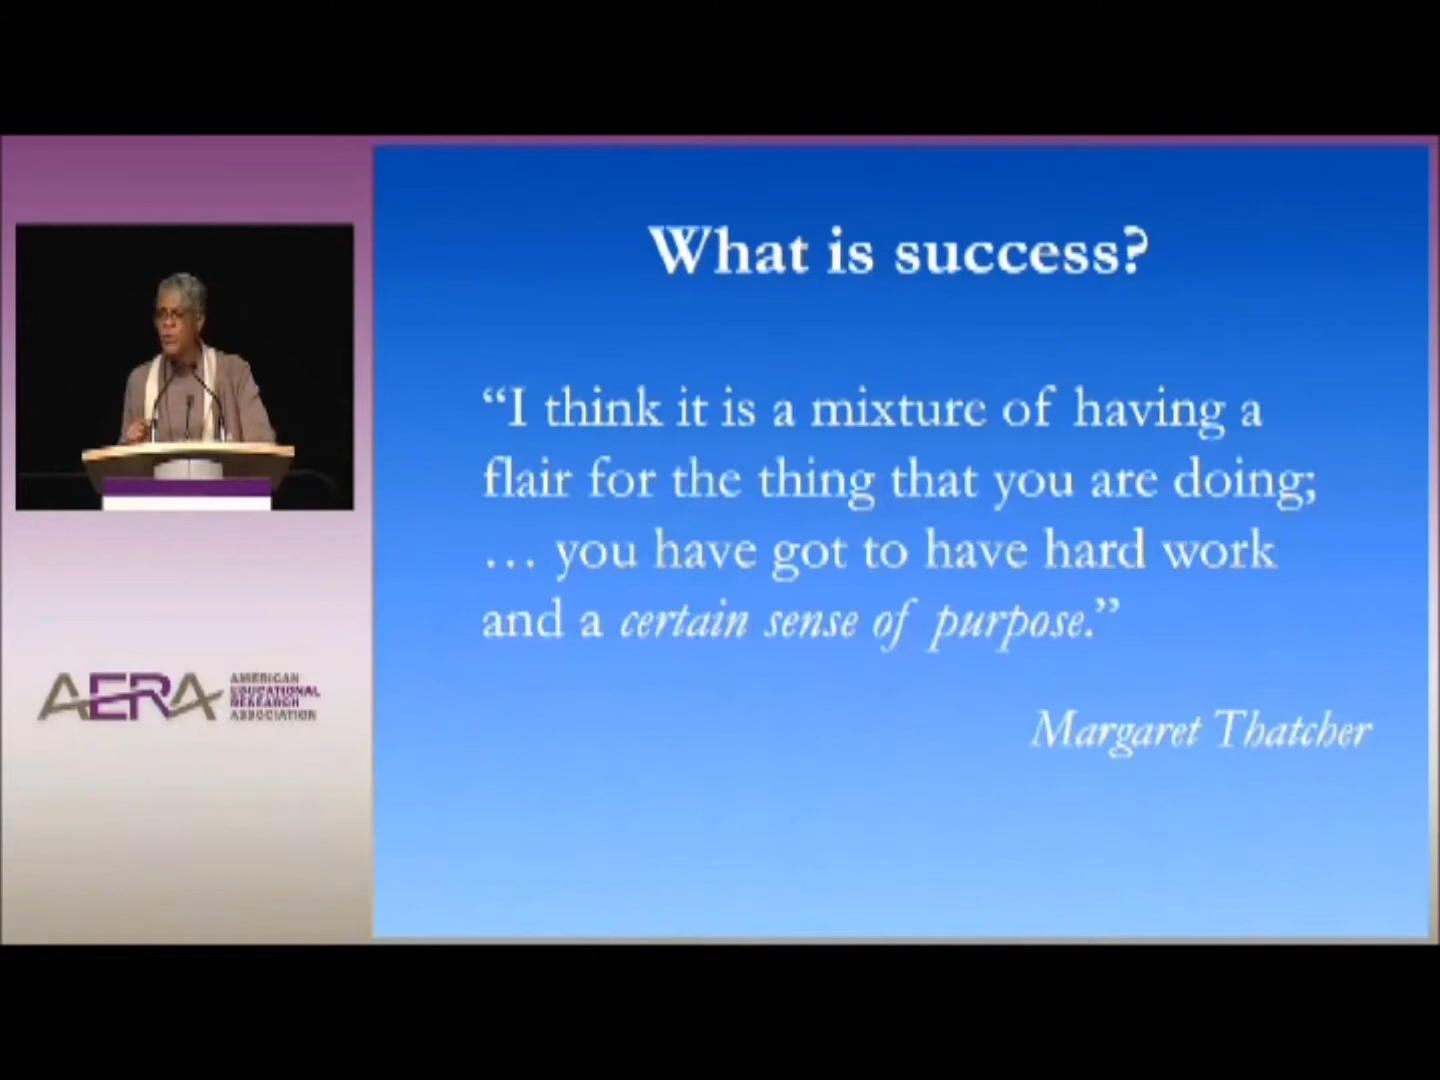 What is success?
“I think it is a mixture of having a
flair for the thing that you are doing;
… you have got to have hard work
and a certain sense of purpose.”
Margaret Thatcher
AERA
AMERICAN
EDUCATIONAL
RESEARCH
ASSOCIATION